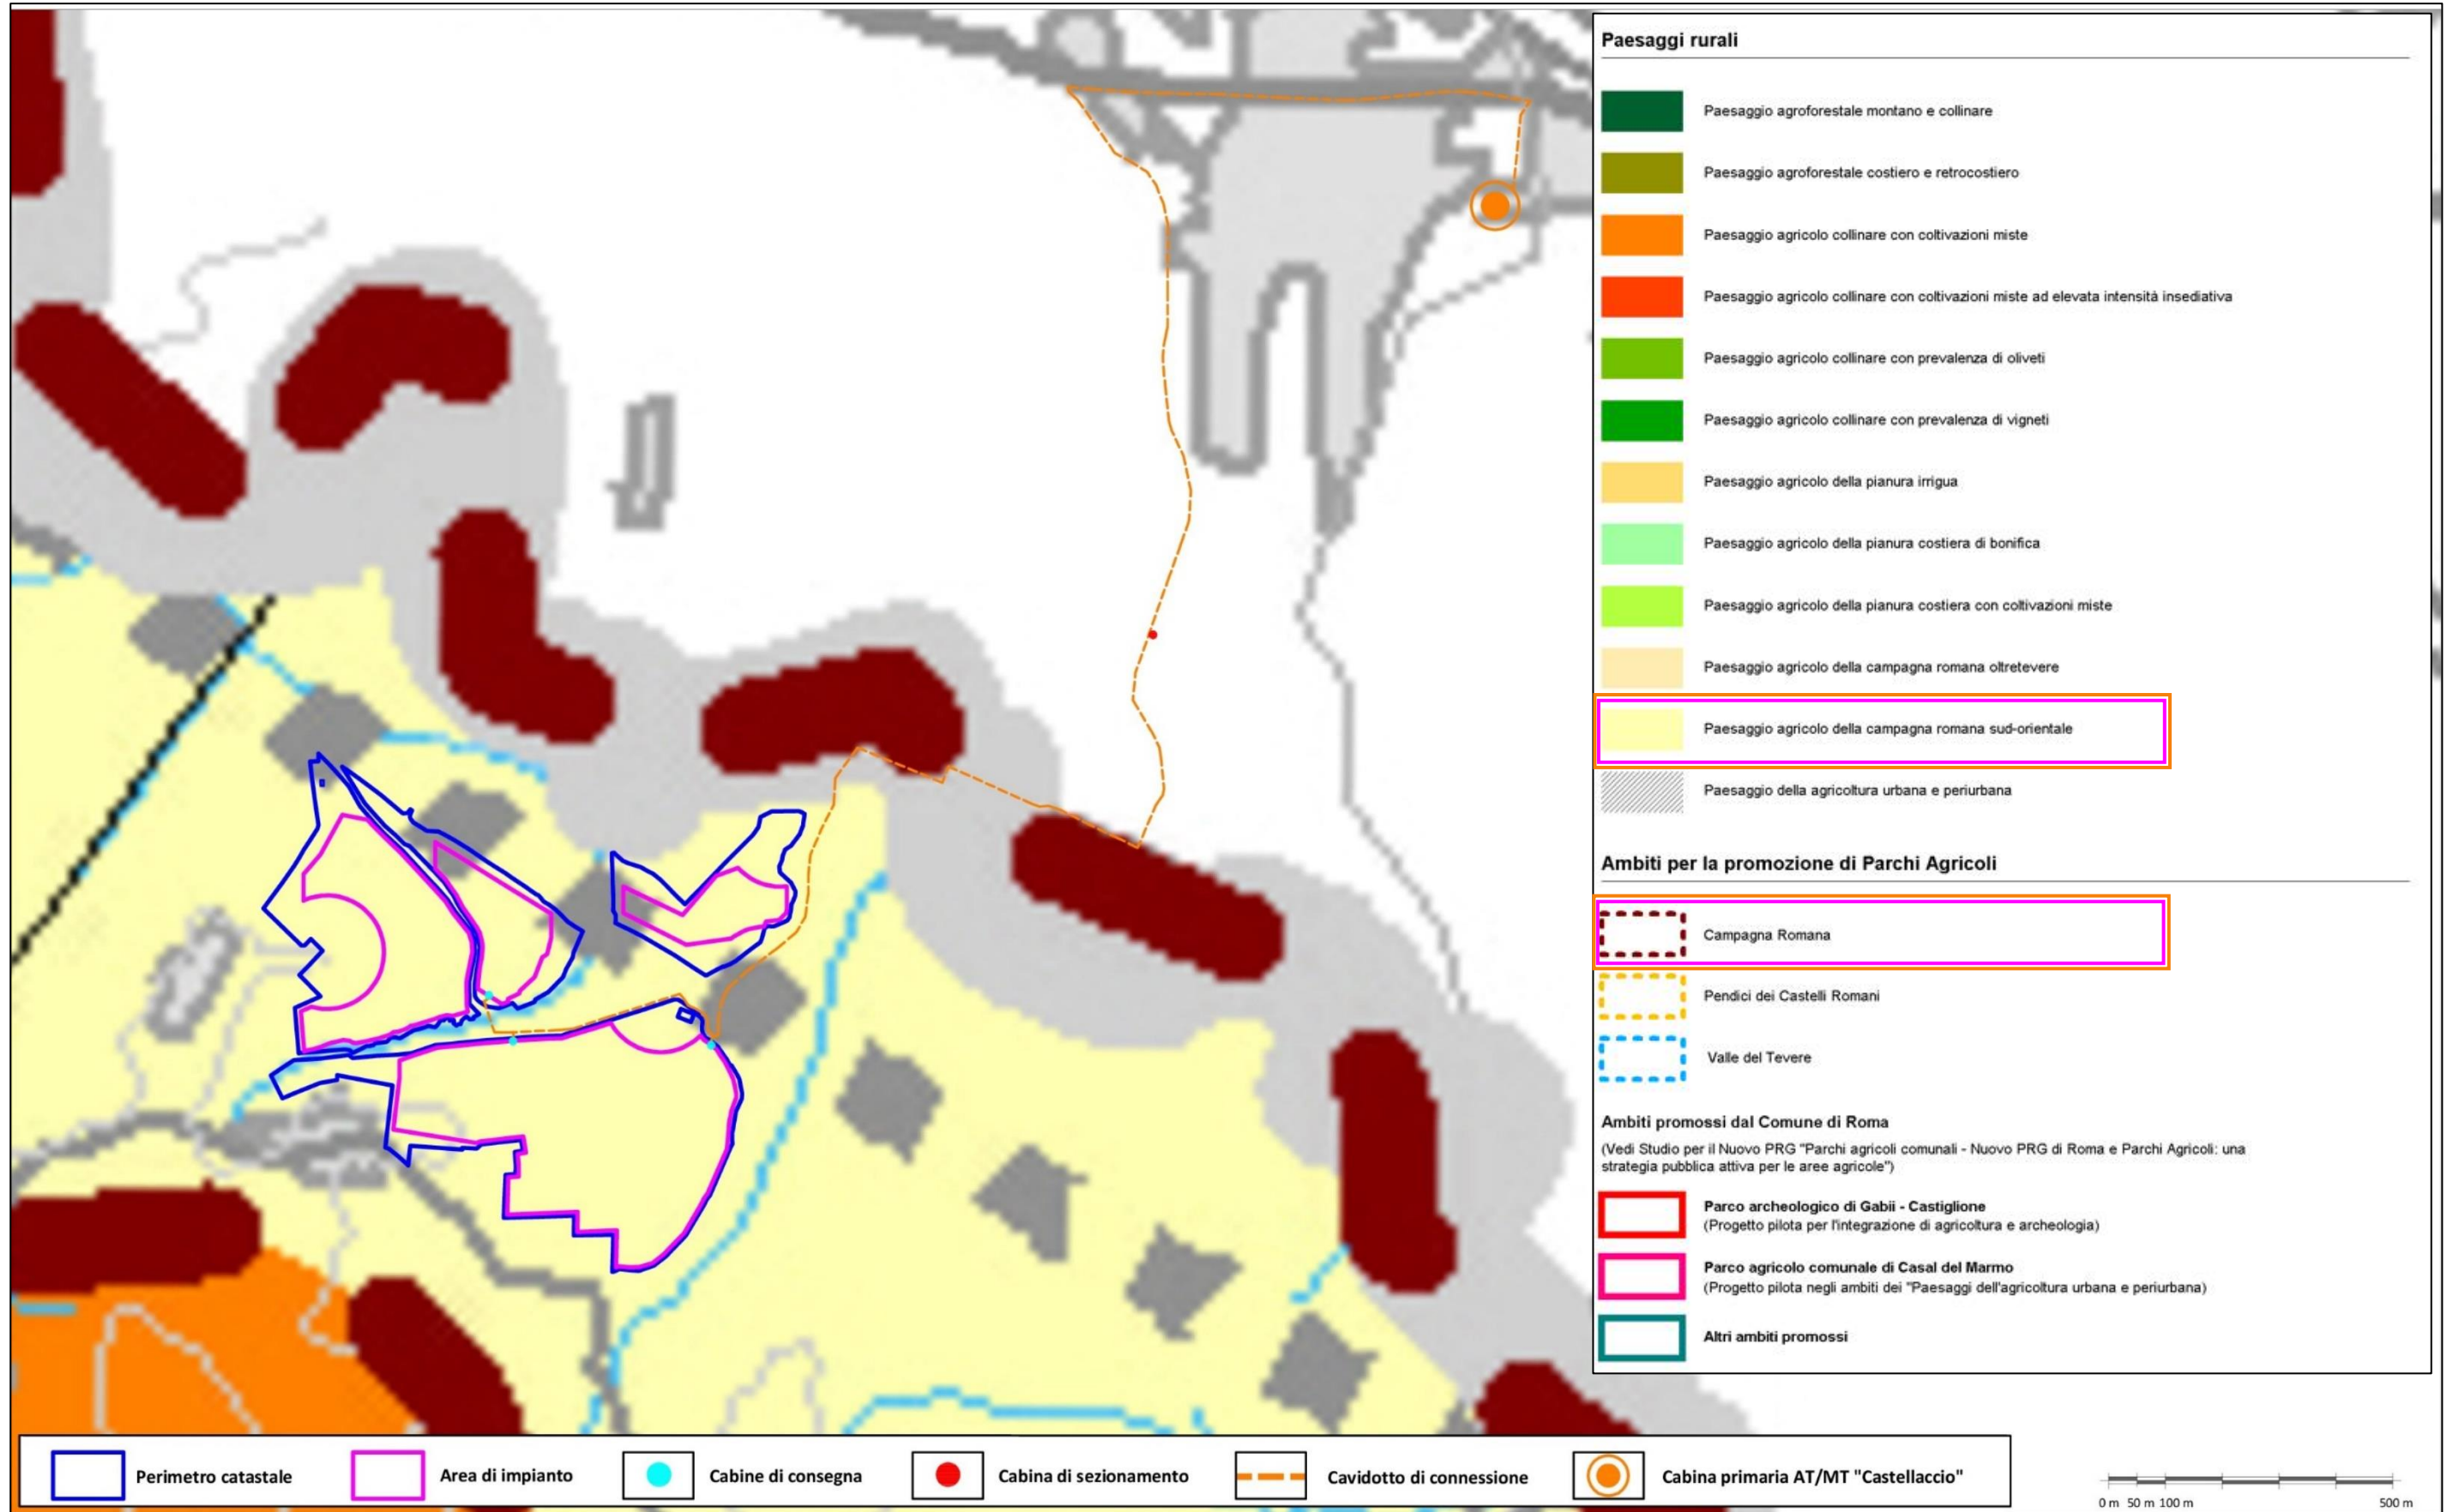 Paesaggi rurali
Paesaggio agroforestale montano e collinare
Paesaggio agroforestale costiero e retrocostiero
Paesaggio agricolo collinare con coltivazioni miste
Paesaggio agricolo collinare con coltivazioni miste ad elevata intensità insediativa
Paesaggio agricolo collinare con prevalenza di oliveti
Paesaggio agricolo collinare con prevalenza di vigneti
Paesaggio agricolo della pianura irrigua
Paesaggio agricolo della pianura costiera di bonifica
Paesaggio agricolo della pianura costiera con coltivazioni miste
Paesaggio agricolo della campagna romana oltretevere
Paesaggio agricolo della campagna romana sud-orientale
Paesaggio della agricoltura urbana e periurbana
Ambiti per la promozione di Parchi Agricoli
Campagna Romana
Pendici dei Castelli Romani
Valle del Tevere
Ambiti promossi dal Comune di Roma
(Vedi Studio per il Nuovo PRG "Parchi agricoli comunali - Nuovo PRG di Roma e Parchi Agricoli: una
strategia pubblica attiva per le aree agricole")
Parco archeologico di Gabii - Castiglione
(Progetto pilota per l'integrazione di agricoltura e archeologia)
Parco agricolo comunale di Casal del Marmo
(Progetto pilota negli ambiti dei "Paesaggi dell'agricoltura urbana e periurbana)
Altri ambiti promossi
Perimetro catastale
Area di impianto
Cabine di consegna
Cabina di sezionamento
Cavidotto di connessione
Cabina primaria AT/MT "Castellaccio"
0 m 50 m 100 m 500 m